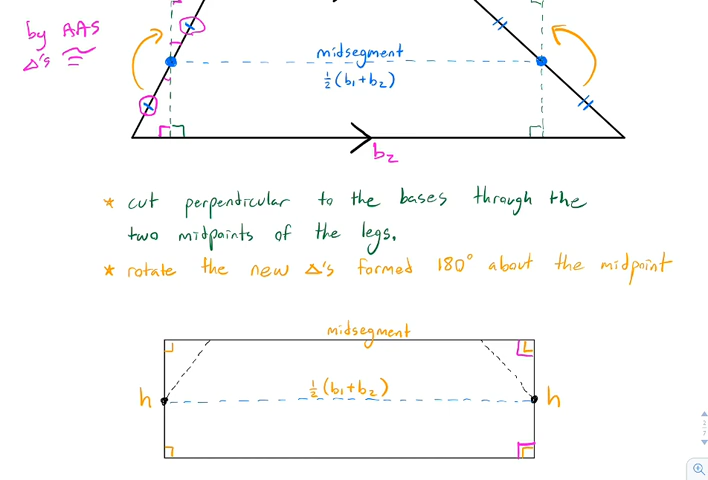 by AAS
Δ's ≅
midsegment
½(b₁+b₂)
b₂
* cut perpendicular to the bases through the
two midpoints of the legs.
* rotate the new Δ's formed 180° about the midpoint
midsegment
h ½(b₁+b₂) h